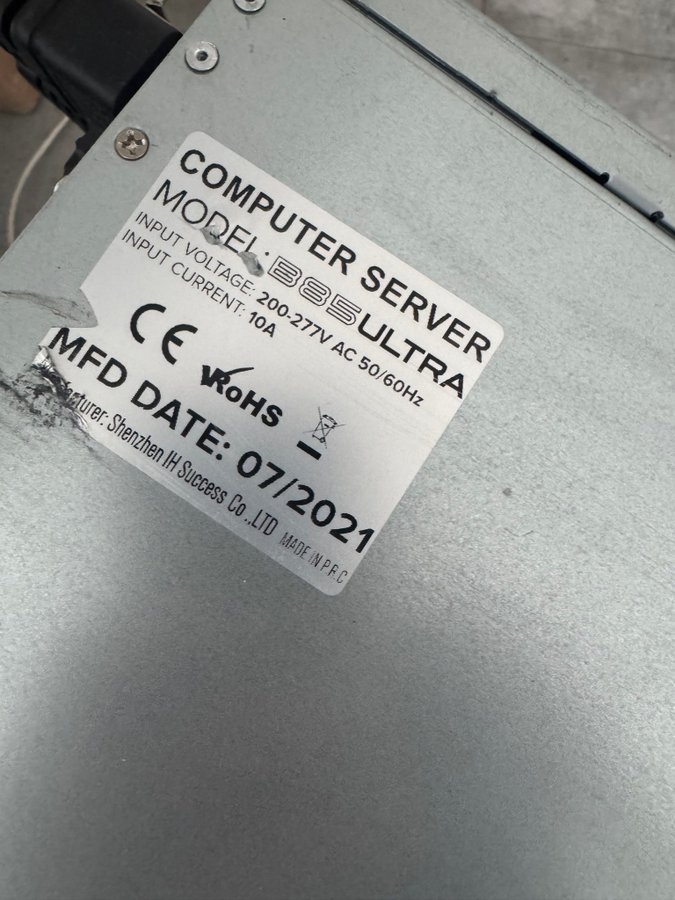 COMPUTER SERVER
MODEL: B85ULTRA
INPUT VOLTAGE: 200-277V AC 50/60Hz
INPUT CURRENT: 10A
CE RoHS
MFD DATE: 07/2021
Shenzhen IH Success Co .,LTD MADE IN P.R.C